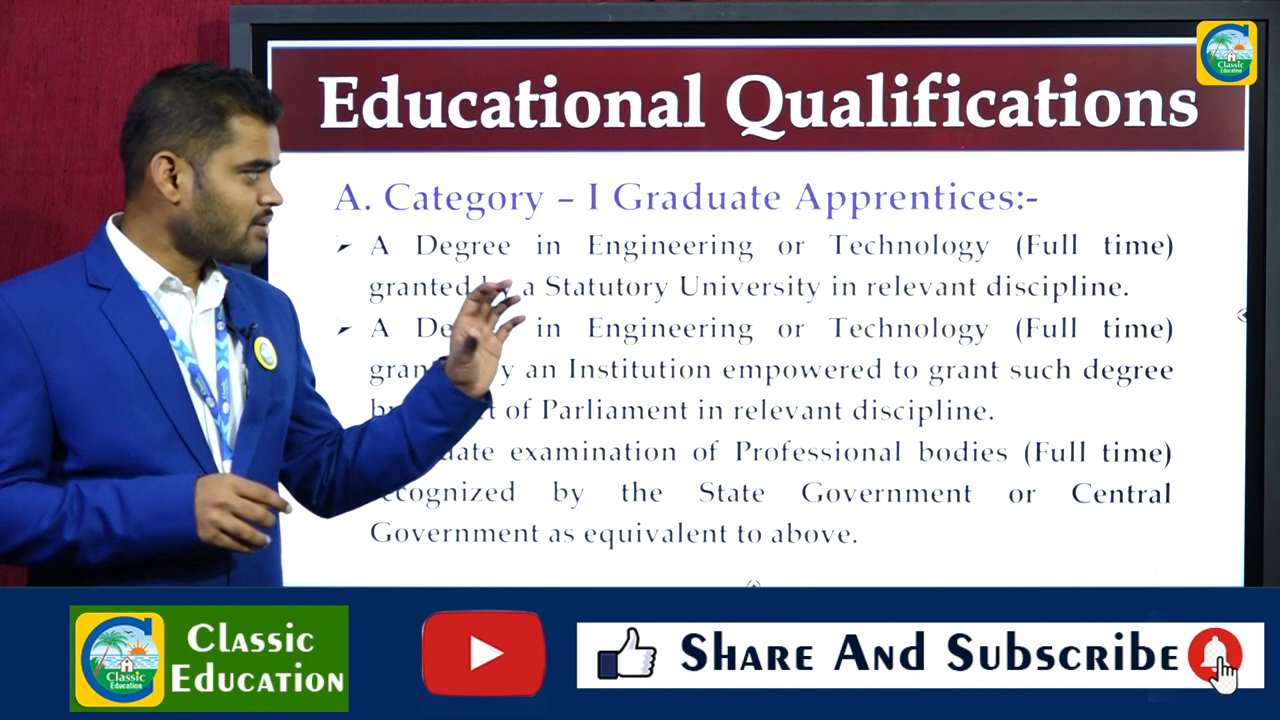 Educational Qualifications
Classic
Education
A. Category – I Graduate Apprentices:-
A Degree in Engineering or Technology (Full time)
granted by a Statutory University in relevant discipline.
A in Engineering or Technology (Full time)
an Institution empowered to grant such degree
of Parliament in relevant discipline.
examination of Professional bodies (Full time)
by the State Government or Central
Government as equivalent to above.
Classic
Education
Classic
Education
Share And Subscribe